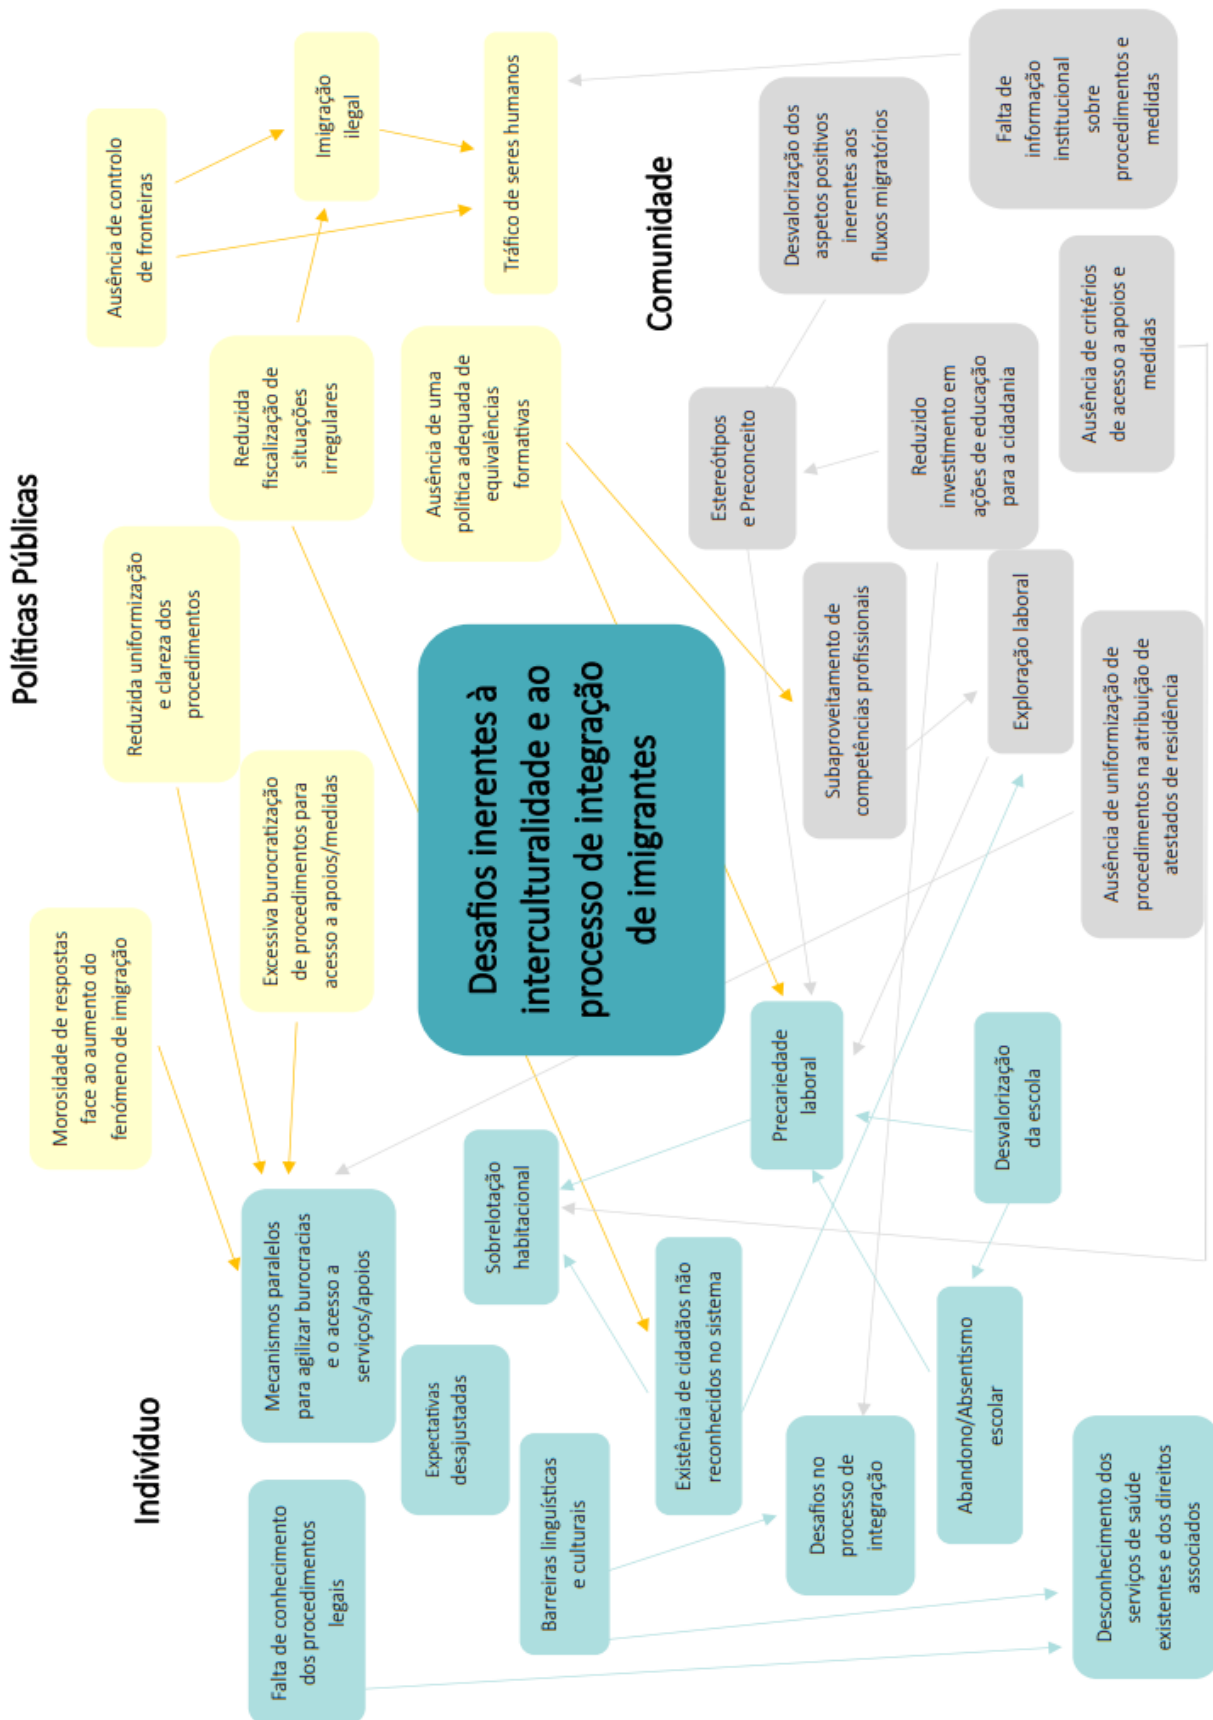 Políticas Públicas
Indivíduo
Comunidade
Morosidade de respostas
face ao aumento do
fenómeno de imigração
Reduzida uniformização
e clareza dos
procedimentos
Ausência de controlo
de fronteiras
Excessiva burocratização
de procedimentos para
acesso a apoios/medidas
Reduzida
fiscalização de
situações
irregulares
Imigração
ilegal
Ausência de uma
política adequada de
equivalências
formativas
Tráfico de seres humanos
Falta de conhecimento
dos procedimentos
legais
Mecanismos paralelos
para agilizar burocracias
e o acesso a
serviços/apoios
Expectativas
desajustadas
Barreiras linguísticas
e culturais
Sobrelotação
habitacional
Existência de cidadãos não
reconhecidos no sistema
Desafios no
processo de
integração
Precariedade
laboral
Abandono/Absentismo
escolar
Desvalorização
da escola
Desconhecimento dos
serviços de saúde
existentes e dos direitos
associados
Desafios inerentes à
interculturalidade e ao
processo de integração
de imigrantes
Estereótipos
e Preconceito
Desvalorização dos
aspetos positivos
inerentes aos
fluxos migratórios
Subaproveitamento de
competências profissionais
Reduzido
investimento em
ações de educação
para a cidadania
Falta de
informação
institucional
sobre
procedimentos e
medidas
Exploração laboral
Ausência de critérios
de acesso a apoios e
medidas
Ausência de uniformização de
procedimentos na atribuição de
atestados de residência